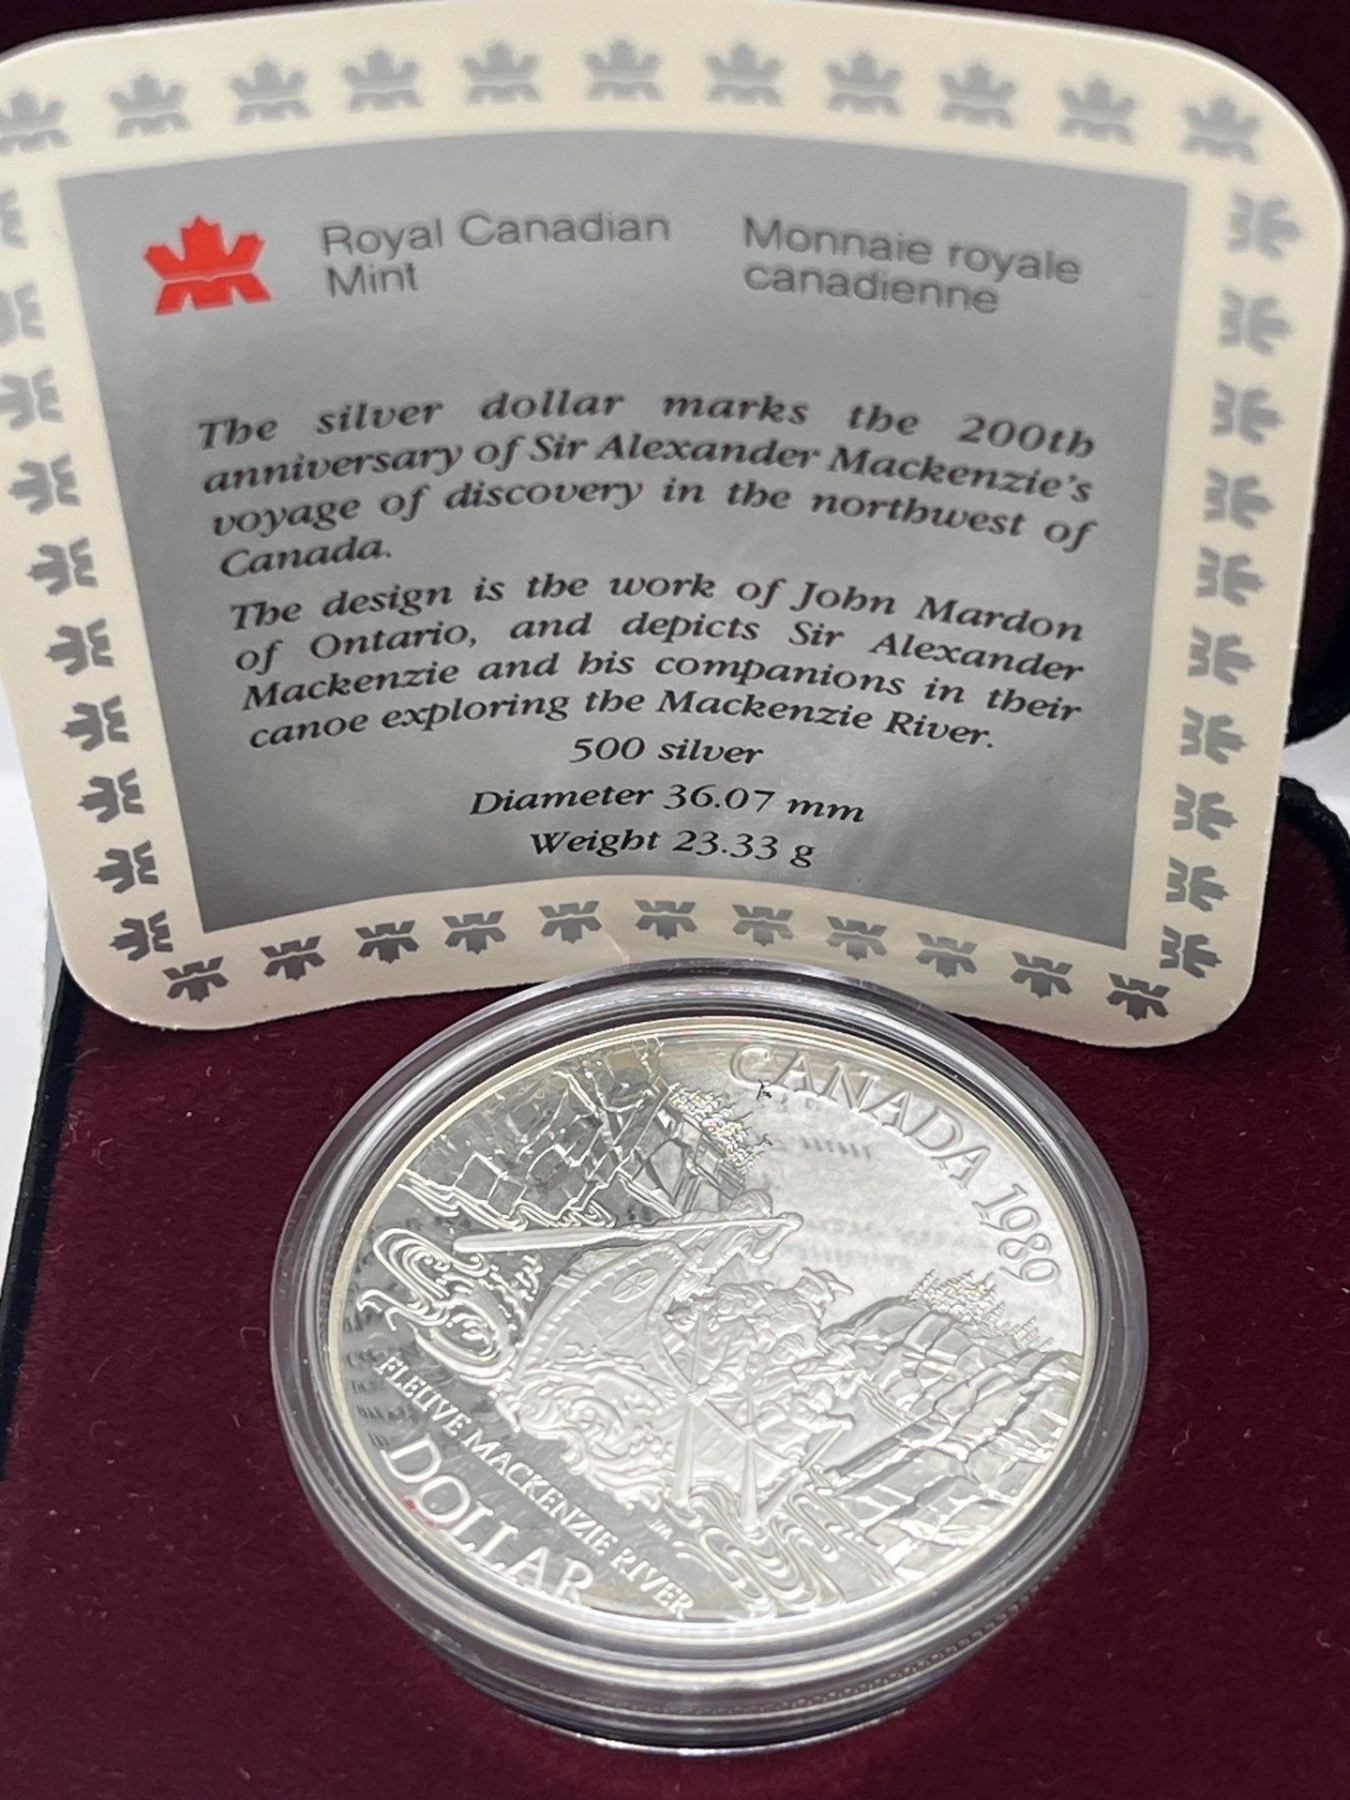 Royal Canadian
Mint
Monnaie royale
canadienne
The silver dollar marks the 200th
anniversary of Sir Alexander Mackenzie's
voyage of discovery in the northwest of
Canada.
The design is the work of John Mardon
of Ontario, and depicts Sir Alexander
Mackenzie and his companions in their
canoe exploring the Mackenzie River.
500 silver
Diameter 36.07 mm
Weight 23.33 g
CANADA 1989
FLEUVE MACKENZIE RIVER
DOLLAR